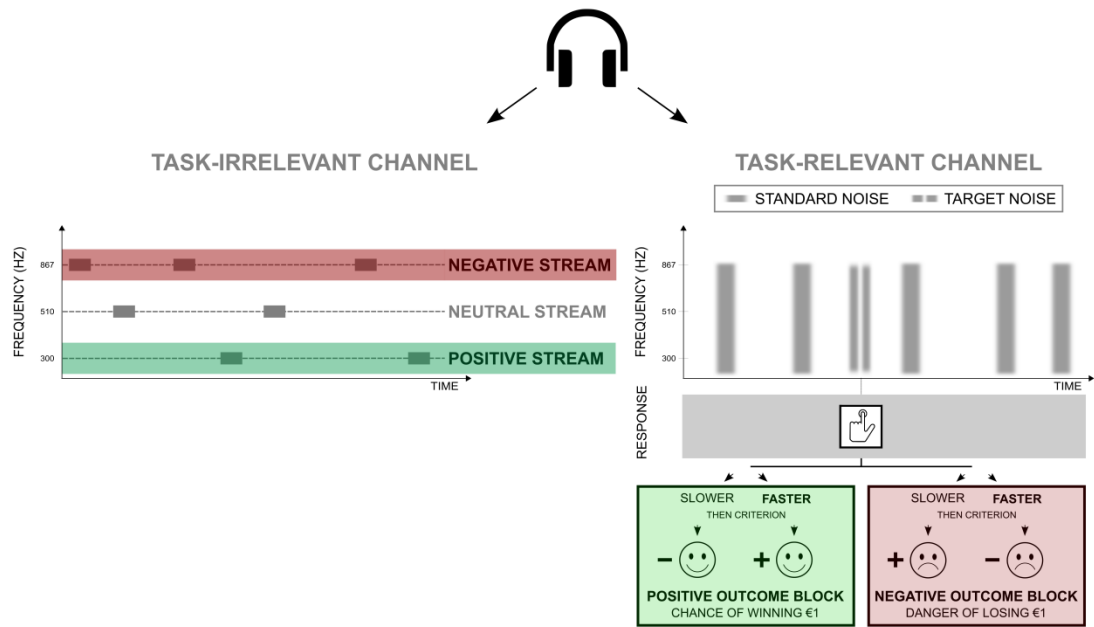 TASK-IRRELEVANT CHANNEL
FREQUENCY (HZ)
867
510
300
NEGATIVE STREAM
NEUTRAL STREAM
POSITIVE STREAM
TIME
TASK-RELEVANT CHANNEL
STANDARD NOISE TARGET NOISE
FREQUENCY (HZ)
867
510
300
TIME
RESPONSE
SLOWER FASTER
THEN CRITERION
− +
POSITIVE OUTCOME BLOCK
CHANCE OF WINNING €1
SLOWER FASTER
THEN CRITERION
+ −
NEGATIVE OUTCOME BLOCK
DANGER OF LOSING €1